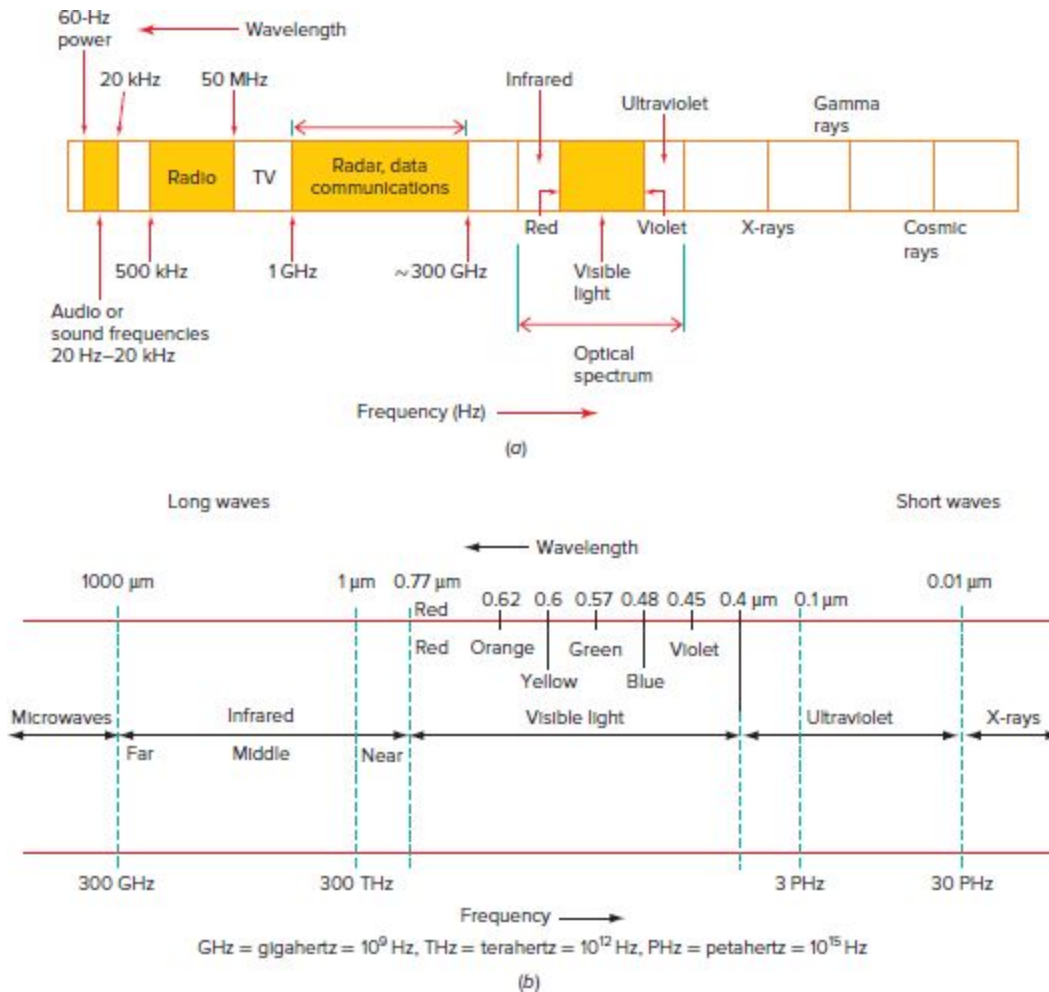 60-Hz
power
Wavelength
20 kHz
50 MHz
Infrared
Ultraviolet
Gamma
rays
Radio
TV
Radar, data
communications
Red
Violet
X-rays
Cosmic
rays
500 kHz
1 GHz
~300 GHz
Visible
light
Audio or
sound frequencies
20 Hz–20 kHz
Optical
spectrum
Frequency (Hz)
(a)
Long waves
Short waves
Wavelength
1000 μm
1 μm
0.77 μm
0.62
0.6
0.57
0.48
0.45
0.4 μm
0.1 μm
0.01 μm
Red
Red
Orange
Green
Violet
Yellow
Blue
Microwaves
Infrared
Visible light
Ultraviolet
X-rays
Far
Middle
Near
300 GHz
300 THz
3 PHz
30 PHz
Frequency
GHz = gigahertz = 10⁹ Hz, THz = terahertz = 10¹² Hz, PHz = petahertz = 10¹⁵ Hz
(b)